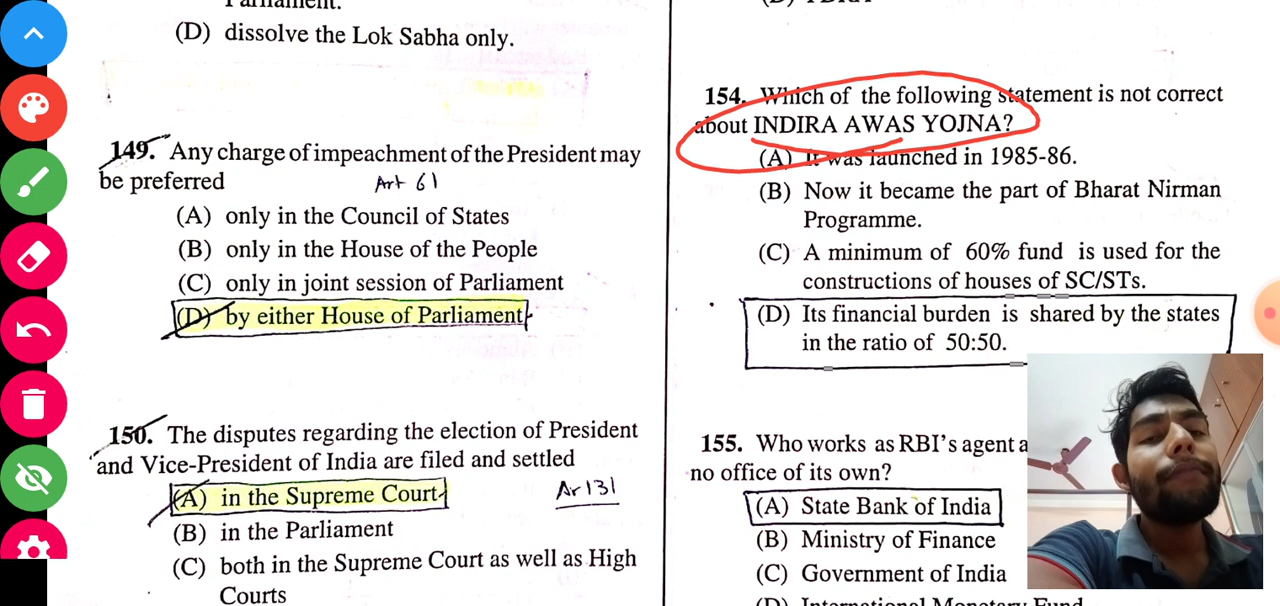 (D) dissolve the Lok Sabha only.
149. Any charge of impeachment of the President may
be preferred
Art 61
(A) only in the Council of States
(B) only in the House of the People
(C) only in joint session of Parliament
(D) by either House of Parliament
150. The disputes regarding the election of President
and Vice-President of India are filed and settled
(A) in the Supreme Court
Ar 131
(B) in the Parliament
(C) both in the Supreme Court as well as High
Courts
154. Which of the following statement is not correct
about INDIRA AWAS YOJNA?
(A) It was launched in 1985-86.
(B) Now it became the part of Bharat Nirman
Programme.
(C) A minimum of 60% fund is used for the
constructions of houses of SC/STs.
(D) Its financial burden is shared by the states
in the ratio of 50:50.
155. Who works as RBI's agent a
no office of its own?
(A) State Bank of India
(B) Ministry of Finance
(C) Government of India
(D) International Monetary Fund